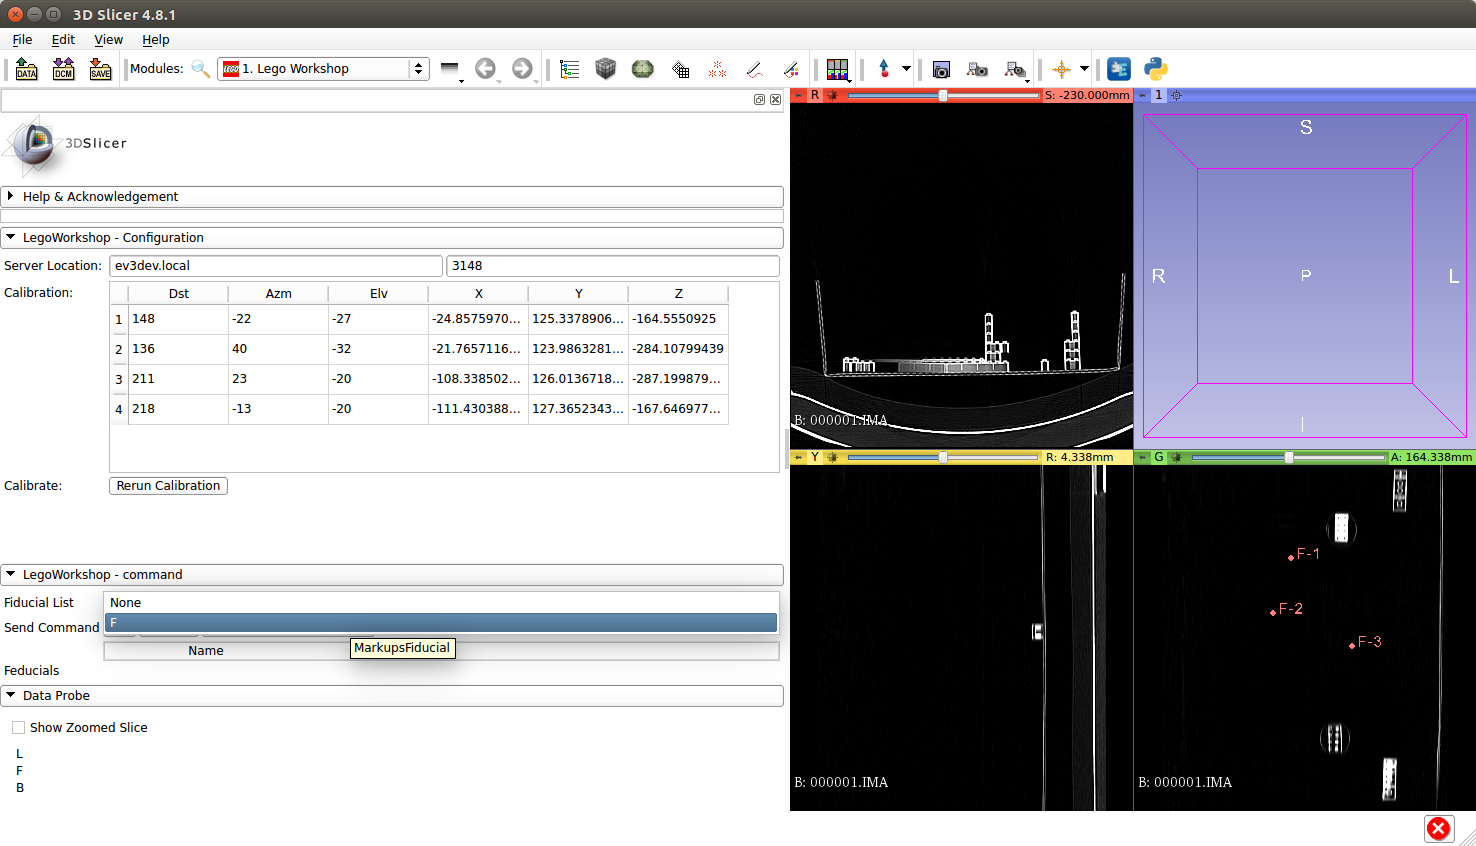 3D Slicer 4.8.1
File Edit View Help
DATA DCM SAVE Modules: LEGO 1. Lego Workshop
R S: -230.000mm
1
3DSlicer
Help & Acknowledgement
LegoWorkshop - Configuration
Server Location: ev3dev.local 3148
Calibration:
Dst Azm Elv X Y Z
1 148 -22 -27 -24.8575970... 125.3378906... -164.5550925
2 136 40 -32 -21.7657116... 123.9863281... -284.10799439
3 211 23 -20 -108.338502... 126.0136718... -287.199879...
4 218 -13 -20 -111.430388... 127.3652343... -167.646977...
Calibrate: Rerun Calibration
LegoWorkshop - command
Fiducial List None
F
Send Command
MarkupsFiducial
Name
Feducials
Data Probe
Show Zoomed Slice
L
F
B
B: 000001.IMA
S
R P L
I
Y R: 4.338mm
G A: 164.338mm
B: 000001.IMA
F-1
F-2
F-3
B: 000001.IMA